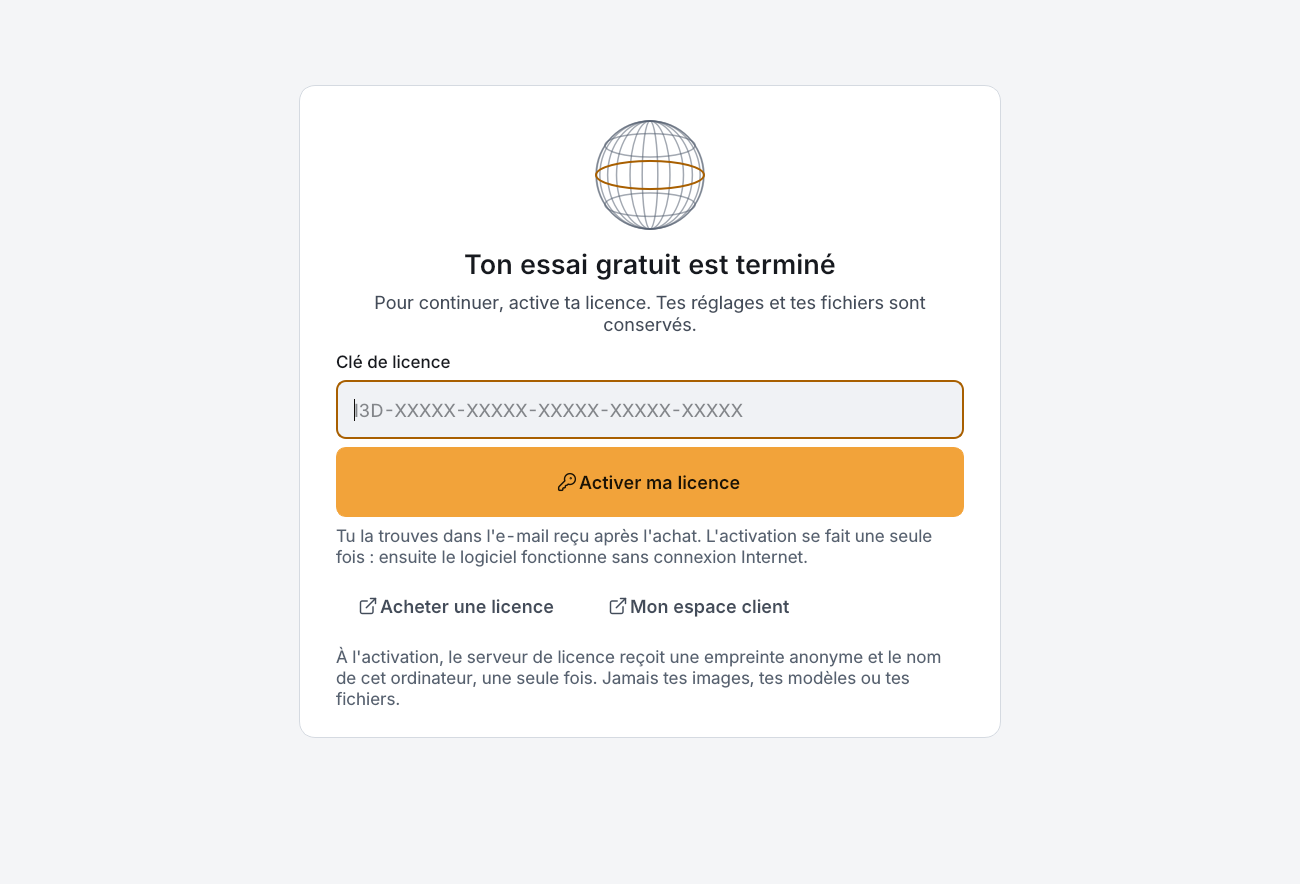 Ton essai gratuit est terminé
Pour continuer, active ta licence. Tes réglages et tes fichiers sont
conservés.
Clé de licence
I3D-XXXXX-XXXXX-XXXXX-XXXXX-XXXXX
Activer ma licence
Tu la trouves dans l'e-mail reçu après l'achat. L'activation se fait une seule
fois : ensuite le logiciel fonctionne sans connexion Internet.
Acheter une licence
Mon espace client
À l'activation, le serveur de licence reçoit une empreinte anonyme et le nom
de cet ordinateur, une seule fois. Jamais tes images, tes modèles ou tes
fichiers.